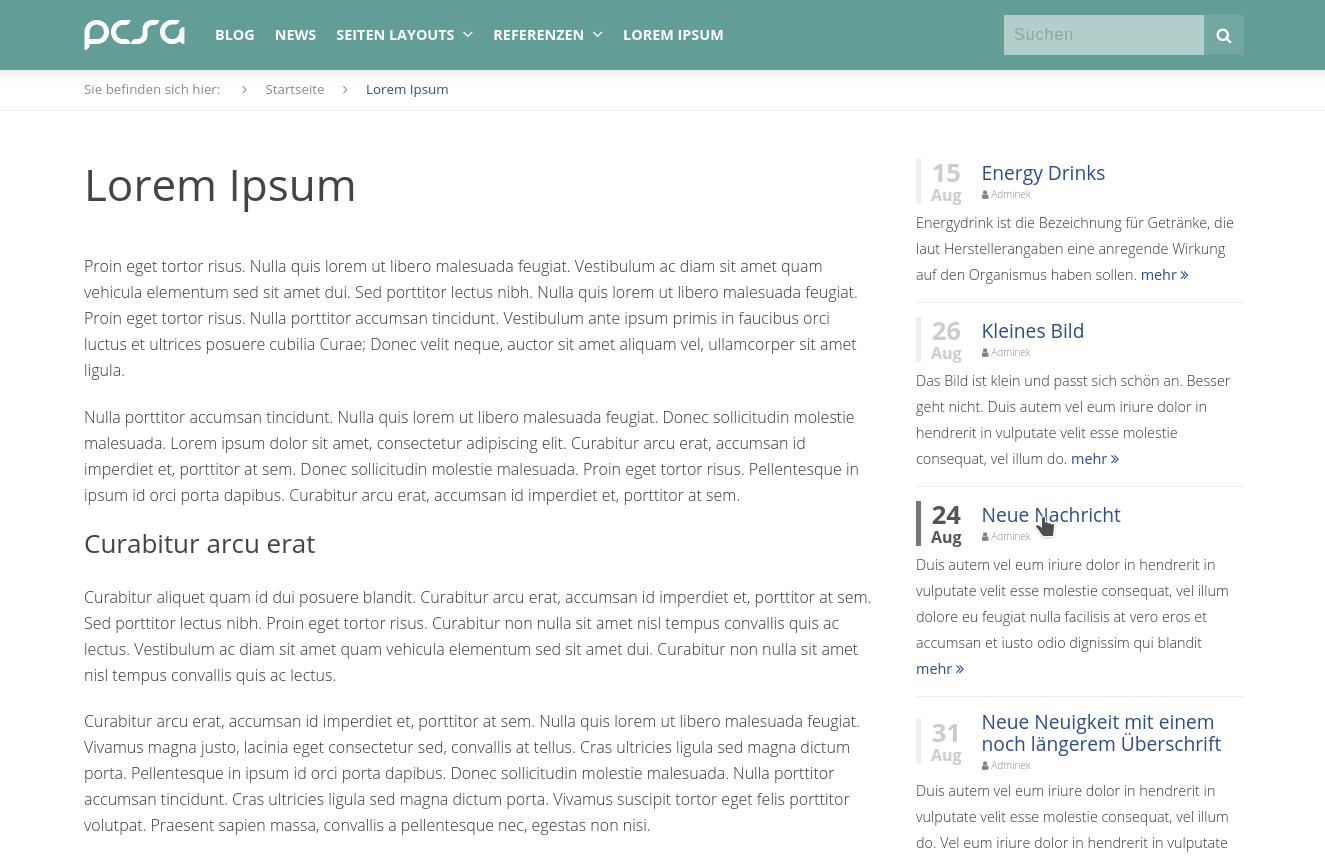 pcsg
BLOG
NEWS
SEITEN LAYOUTS
REFERENZEN
LOREM IPSUM
Suchen
Sie befinden sich hier:
Startseite
Lorem Ipsum
Lorem Ipsum
Proin eget tortor risus. Nulla quis lorem ut libero malesuada feugiat. Vestibulum ac diam sit amet quam
vehicula elementum sed sit amet dui. Sed porttitor lectus nibh. Nulla quis lorem ut libero malesuada feugiat.
Proin eget tortor risus. Nulla porttitor accumsan tincidunt. Vestibulum ante ipsum primis in faucibus orci
luctus et ultrices posuere cubilia Curae; Donec velit neque, auctor sit amet aliquam vel, ullamcorper sit amet
ligula.
Nulla porttitor accumsan tincidunt. Nulla quis lorem ut libero malesuada feugiat. Donec sollicitudin molestie
malesuada. Lorem ipsum dolor sit amet, consectetur adipiscing elit. Curabitur arcu erat, accumsan id
imperdiet et, porttitor at sem. Donec sollicitudin molestie malesuada. Proin eget tortor risus. Pellentesque in
ipsum id orci porta dapibus. Curabitur arcu erat, accumsan id imperdiet et, porttitor at sem.
Curabitur arcu erat
Curabitur aliquet quam id dui posuere blandit. Curabitur arcu erat, accumsan id imperdiet et, porttitor at sem.
Sed porttitor lectus nibh. Proin eget tortor risus. Curabitur non nulla sit amet nisl tempus convallis quis ac
lectus. Vestibulum ac diam sit amet quam vehicula elementum sed sit amet dui. Curabitur non nulla sit amet
nisl tempus convallis quis ac lectus.
Curabitur arcu erat, accumsan id imperdiet et, porttitor at sem. Nulla quis lorem ut libero malesuada feugiat.
Vivamus magna justo, lacinia eget consectetur sed, convallis at tellus. Cras ultricies ligula sed magna dictum
porta. Pellentesque in ipsum id orci porta dapibus. Donec sollicitudin molestie malesuada. Nulla porttitor
accumsan tincidunt. Cras ultricies ligula sed magna dictum porta. Vivamus suscipit tortor eget felis porttitor
volutpat. Praesent sapien massa, convallis a pellentesque nec, egestas non nisi.
15
Aug
Energy Drinks
Adminek
Energydrink ist die Bezeichnung für Getränke, die
laut Herstellerangaben eine anregende Wirkung
auf den Organismus haben sollen. mehr »
26
Aug
Kleines Bild
Adminek
Das Bild ist klein und passt sich schön an. Besser
geht nicht. Duis autem vel eum iriure dolor in
hendrerit in vulputate velit esse molestie
consequat, vel illum do. mehr »
24
Aug
Neue Nachricht
Adminek
Duis autem vel eum iriure dolor in hendrerit in
vulputate velit esse molestie consequat, vel illum
dolore eu feugiat nulla facilisis at vero eros et
accumsan et iusto odio dignissim qui blandit
mehr »
31
Aug
Neue Neuigkeit mit einem
noch längerem Überschrift
Adminek
Duis autem vel eum iriure dolor in hendrerit in
vulputate velit esse molestie consequat, vel illum
do. Vel eum iriure dolor in hendrerit in vulputate